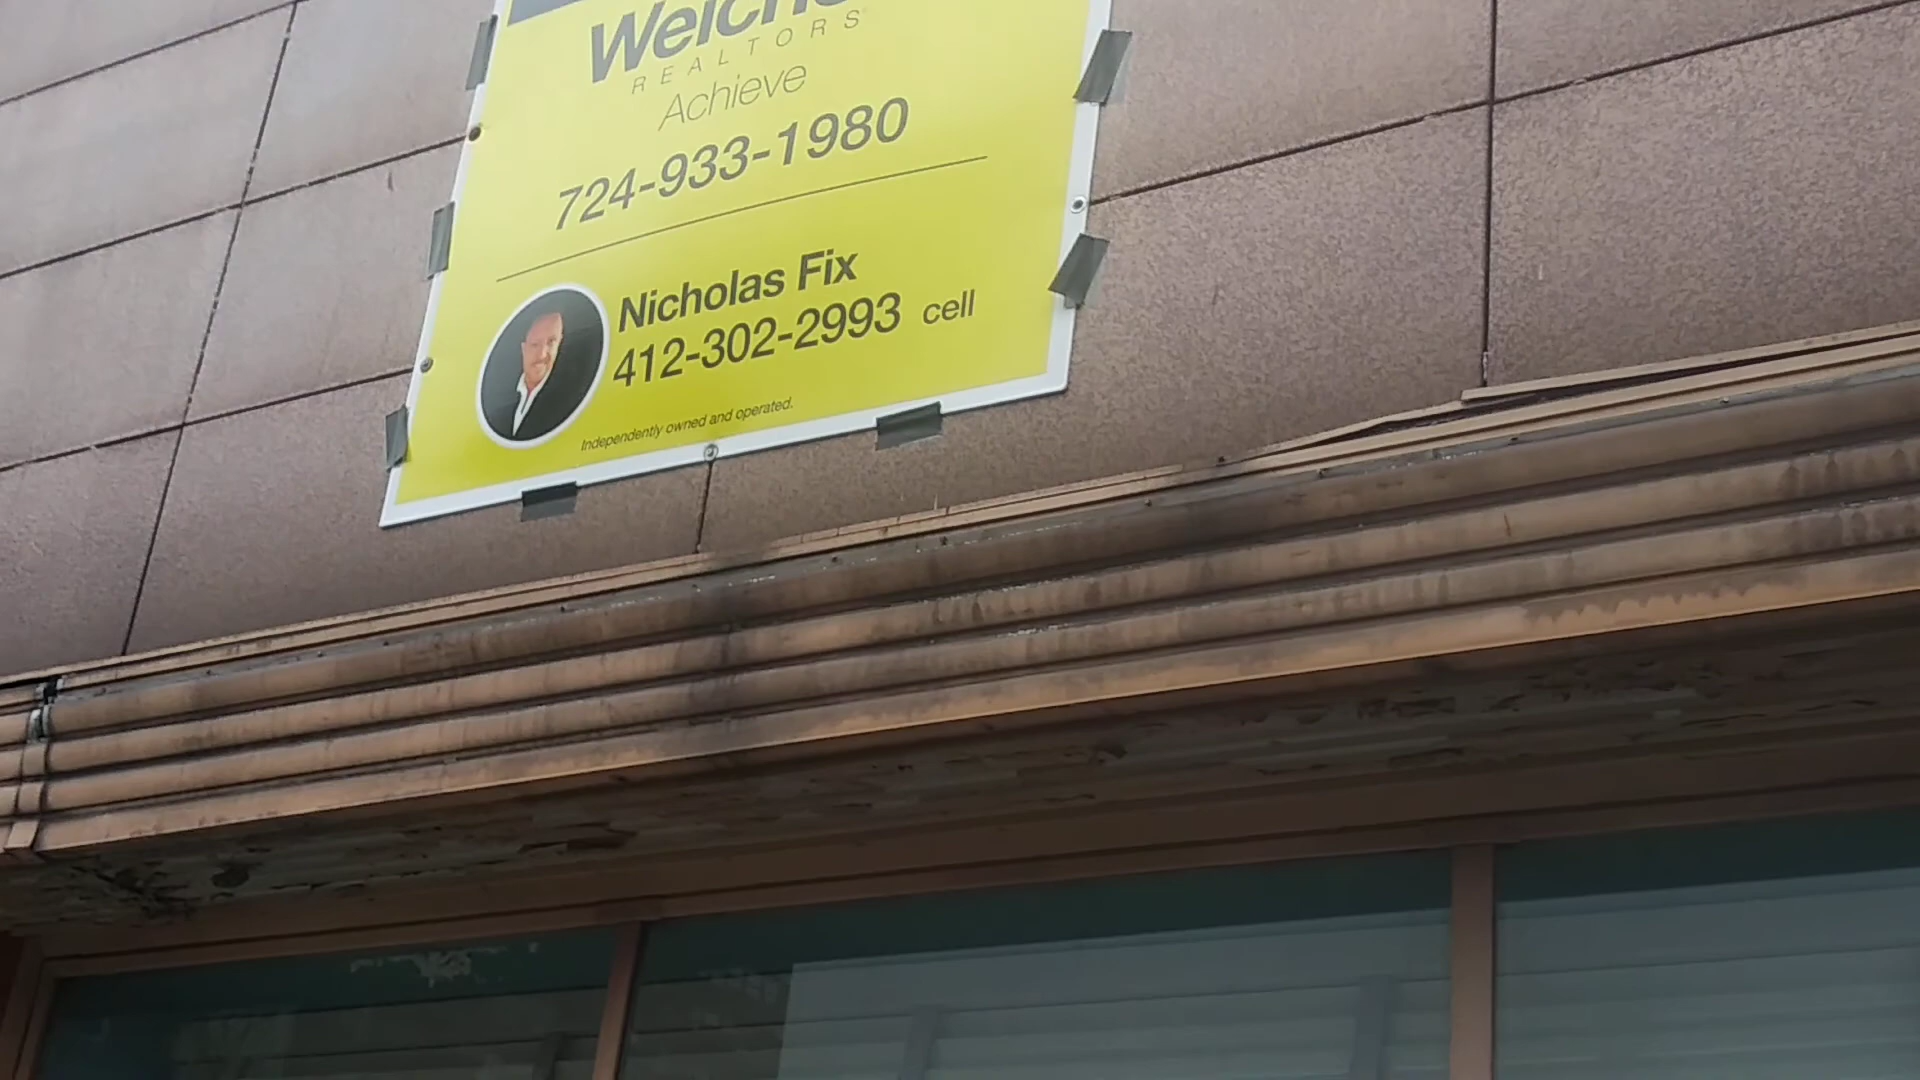 REALTORS
Achieve
724-933-1980
Nicholas Fix
412-302-2993 cell
Independently owned and operated.